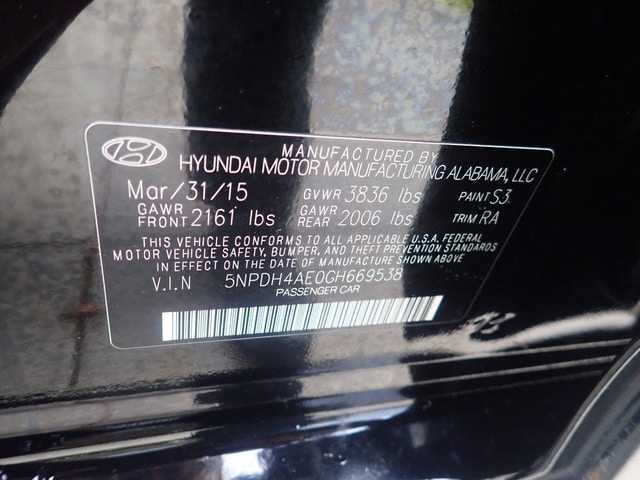 MANUFACTURED BY
HYUNDAI MOTOR MANUFACTURING ALABAMA, LLC
Mar/31/15 GVWR 3836 lbs PAINT S3
GAWR FRONT 2161 lbs GAWR REAR 2006 lbs TRIM RA
THIS VEHICLE CONFORMS TO ALL APPLICABLE U.S.A. FEDERAL
MOTOR VEHICLE SAFETY, BUMPER, AND THEFT PREVENTION STANDARDS
IN EFFECT ON THE DATE OF MANUFACTURE SHOWN ABOVE
V.I.N 5NPDH4AE0GH669538
PASSENGER CAR